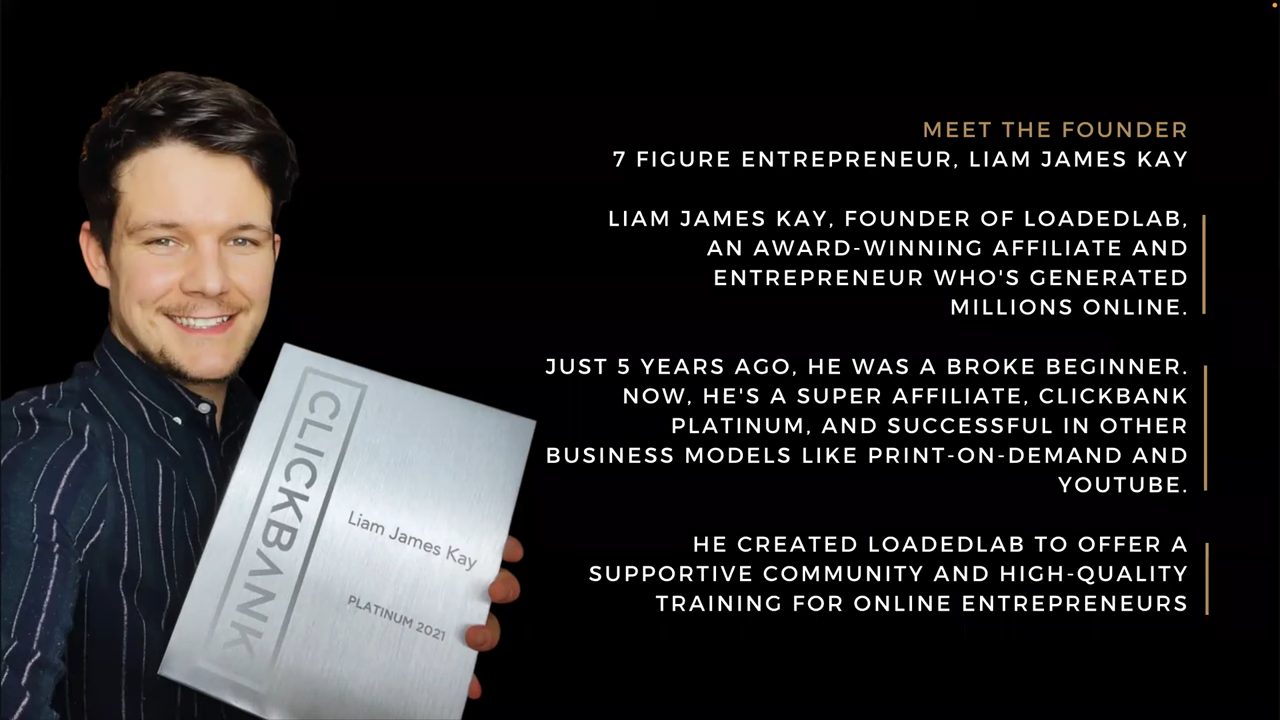 MEET THE FOUNDER
7 FIGURE ENTREPRENEUR, LIAM JAMES KAY
LIAM JAMES KAY, FOUNDER OF LOADEDLAB,
AN AWARD-WINNING AFFILIATE AND
ENTREPRENEUR WHO'S GENERATED
MILLIONS ONLINE.
JUST 5 YEARS AGO, HE WAS A BROKE BEGINNER.
NOW, HE'S A SUPER AFFILIATE, CLICKBANK
PLATINUM, AND SUCCESSFUL IN OTHER
BUSINESS MODELS LIKE PRINT-ON-DEMAND AND
YOUTUBE.
HE CREATED LOADEDLAB TO OFFER A
SUPPORTIVE COMMUNITY AND HIGH-QUALITY
TRAINING FOR ONLINE ENTREPRENEURS
CLICKBANK
Liam James Kay
PLATINUM 2021